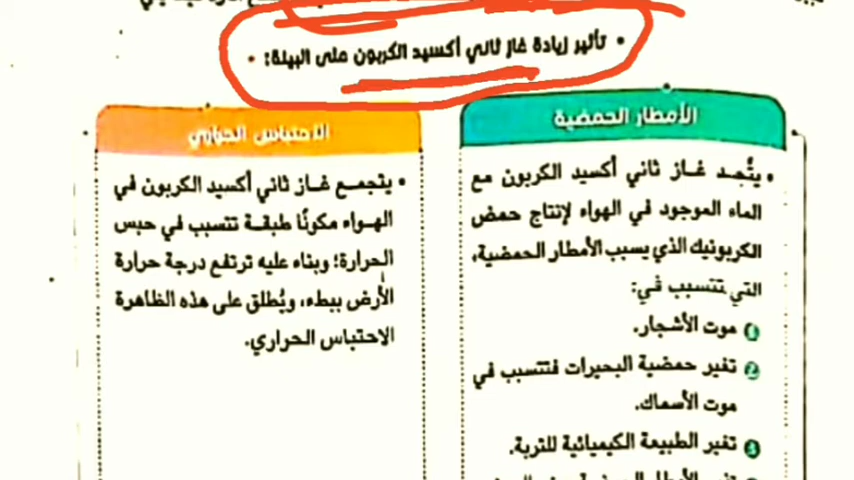 • تأثير زيادة غاز ثاني أكسيد الكربون على البيئة:
الأمطار الحمضية
• يتَّحد غاز ثاني أكسيد الكربون مع
الماء الموجود في الهواء لإنتاج حمض
الكربونيك الذي يسبب الأمطار الحمضية،
التي تتسبب في:
1 موت الأشجار.
2 تغير حمضية البحيرات فتتسبب في
موت الأسماك.
3 تغير الطبيعة الكيميائية للتربة.
الاحتباس الحراري
• يتجمع غاز ثاني أكسيد الكربون في
الهواء مكونًا طبقة تتسبب في حبس
الحرارة؛ وبناء عليه ترتفع درجة حرارة
الأرض ببطء، ويُطلق على هذه الظاهرة
الاحتباس الحراري.